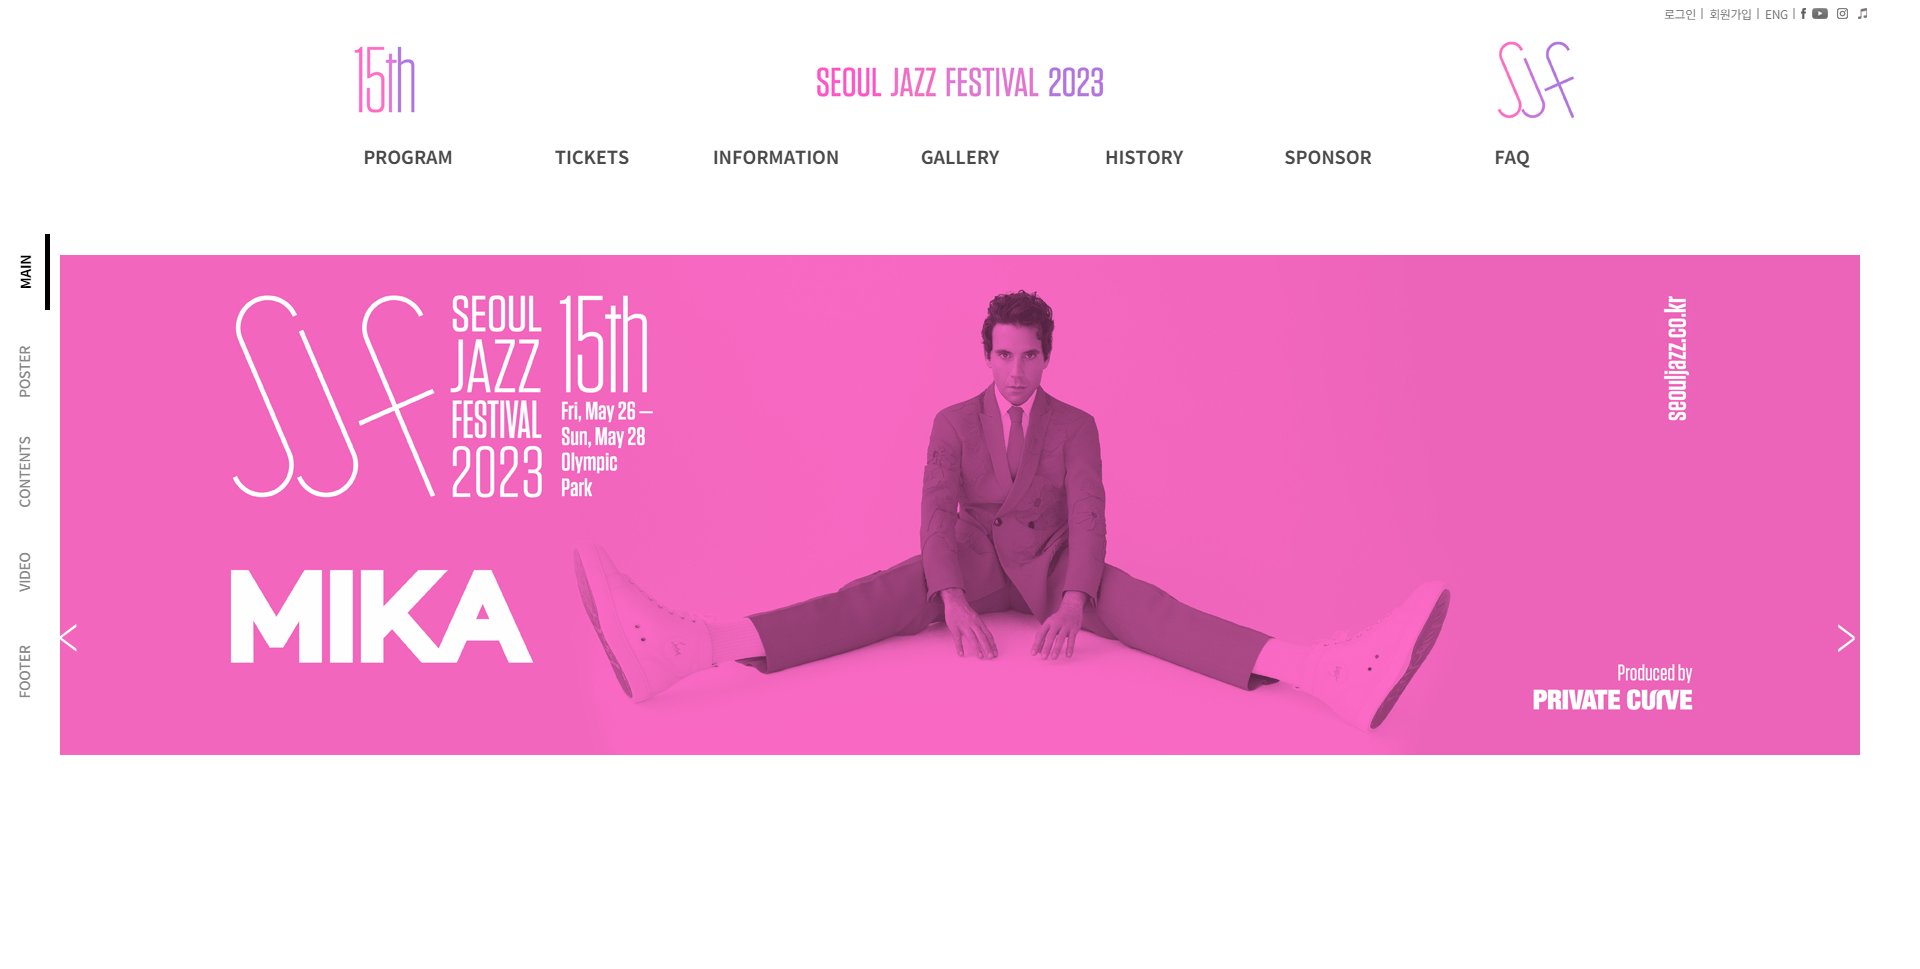 로그인 | 회원가입 | ENG |
15th
SEOUL JAZZ FESTIVAL 2023
SJf
PROGRAM TICKETS INFORMATION GALLERY HISTORY SPONSOR FAQ
MAIN
POSTER
CONTENTS
VIDEO
FOOTER
SJf
SEOUL
JAZZ
FESTIVAL
2023
15th
Fri, May 26 —
Sun, May 28
Olympic
Park
MIKA
seouljazz.co.kr
Produced by
PRIVATE CURVE